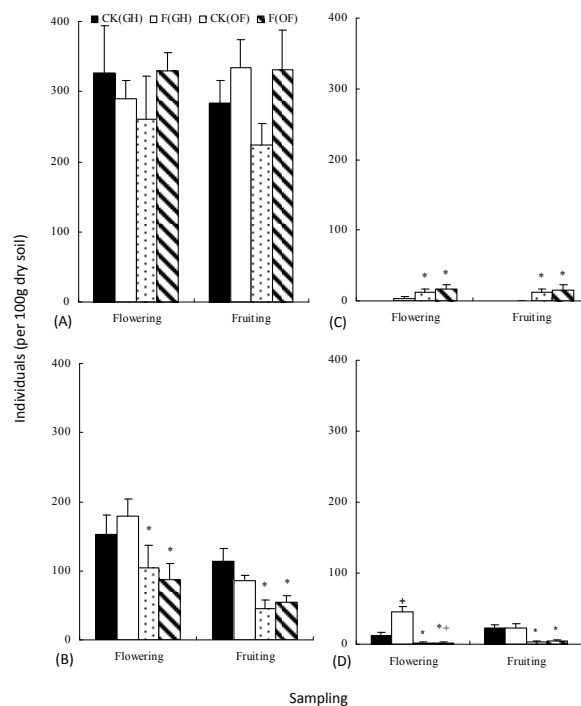 CK(GH) F(GH) CK(OF) F(OF)
400
300
200
100
0
(A)
Flowering
Fruiting
400
300
200
100
0
* *
* *
(C)
Flowering
Fruiting
Individuals (per 100g dry soil)
400
300
200
100
0
* *
* *
(B)
Flowering
Fruiting
400
300
200
100
0
+
* *+
* *
(D)
Flowering
Fruiting
Sampling